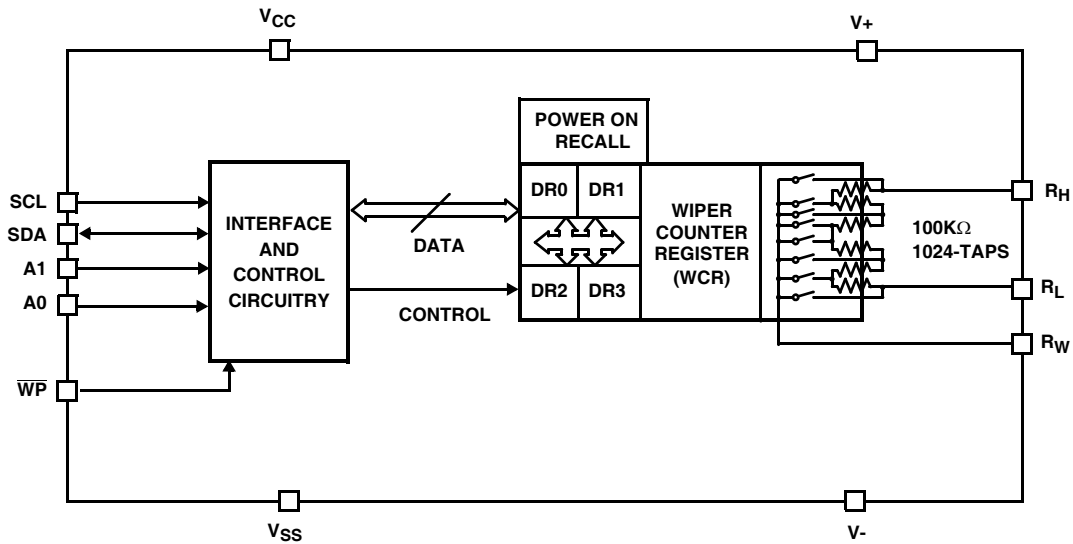 VCC
V+
POWER ON
RECALL
SCL
SDA
A1
A0
WP
INTERFACE
AND
CONTROL
CIRCUITRY
DATA
CONTROL
DR0
DR1
DR2
DR3
WIPER
COUNTER
REGISTER
(WCR)
100KΩ
1024-TAPS
RH
RL
RW
VSS
V-